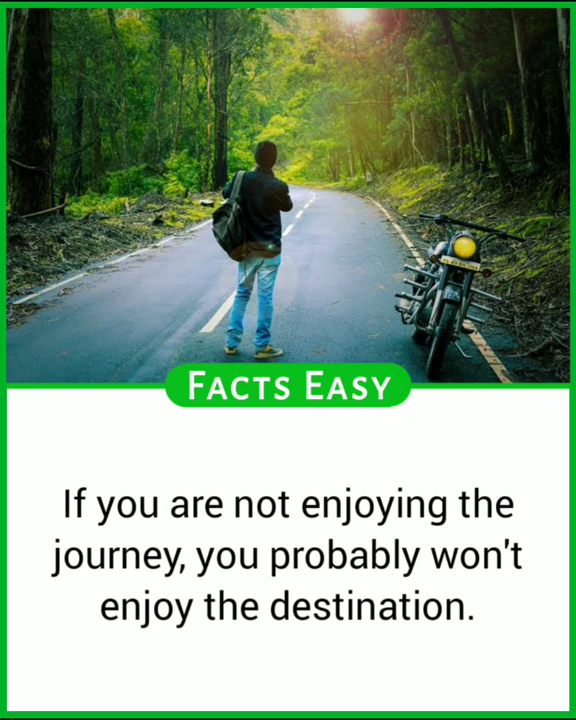 FACTS EASY
If you are not enjoying the
journey, you probably won't
enjoy the destination.